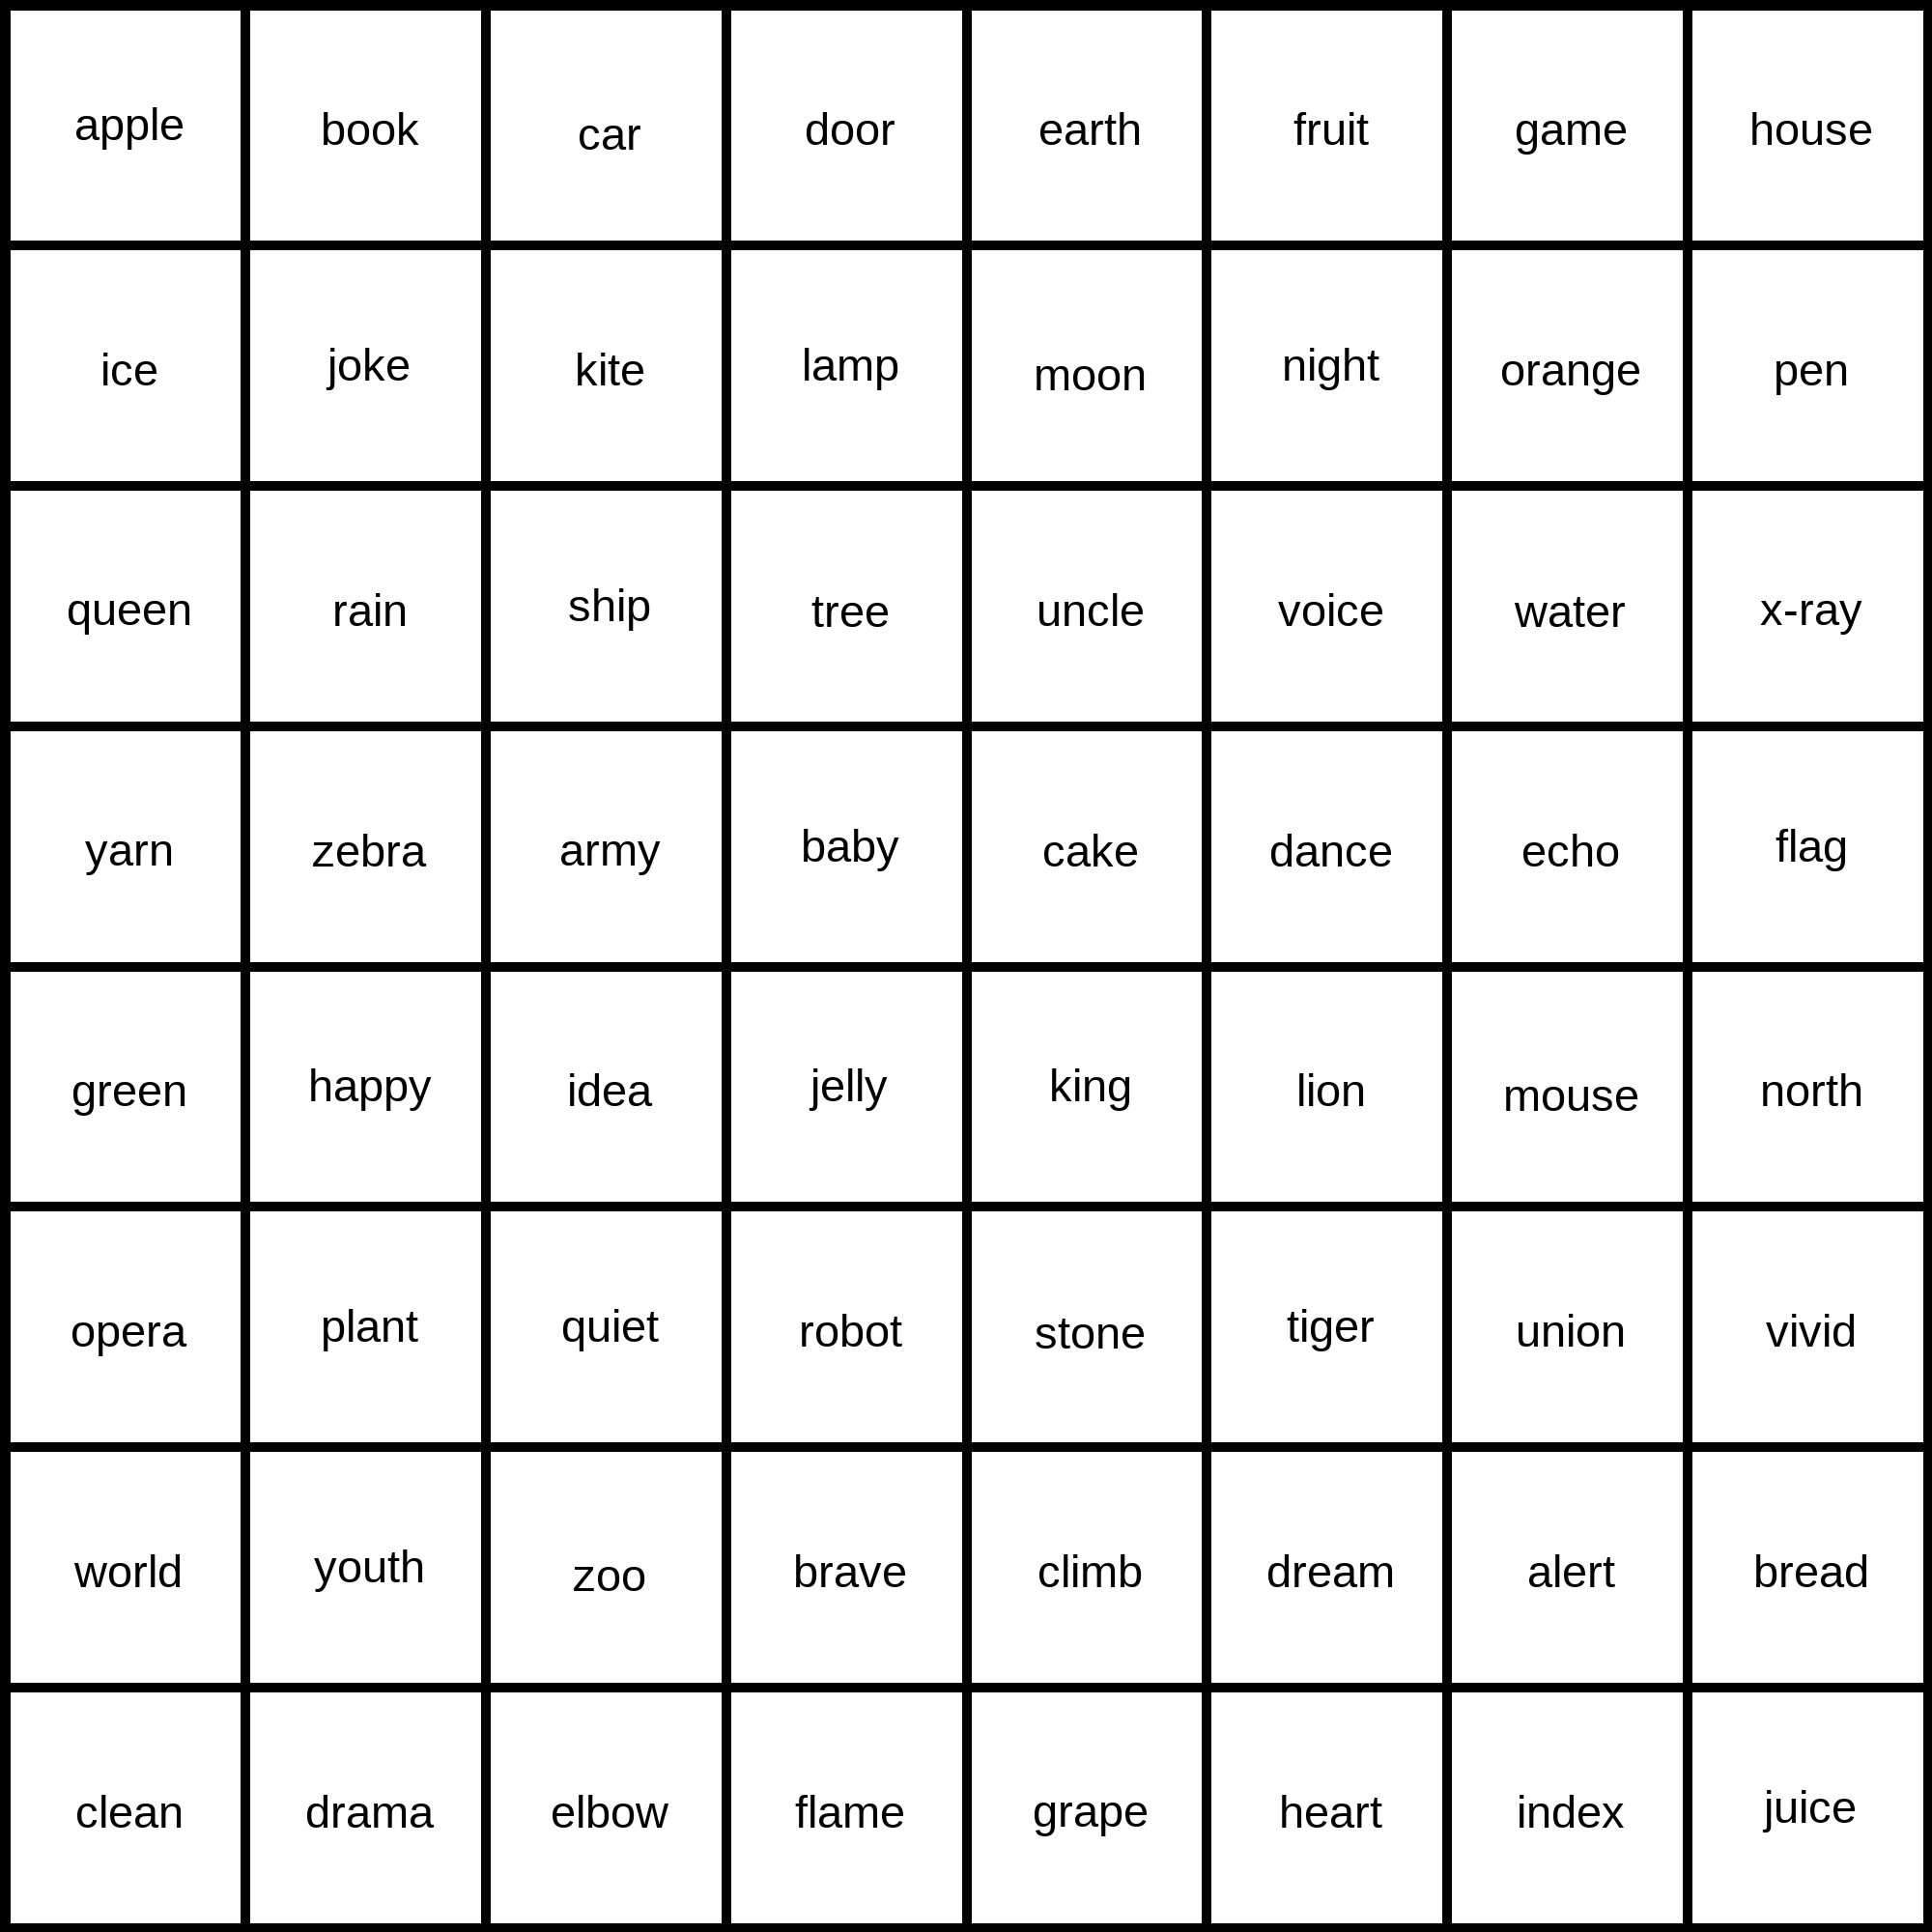 apple book car door earth fruit game house
ice joke kite lamp moon night orange pen
queen rain ship tree uncle voice water x-ray
yarn zebra army baby cake dance echo flag
green happy idea jelly king lion mouse north
opera plant quiet robot stone tiger union vivid
world youth zoo brave climb dream alert bread
clean drama elbow flame grape heart index juice